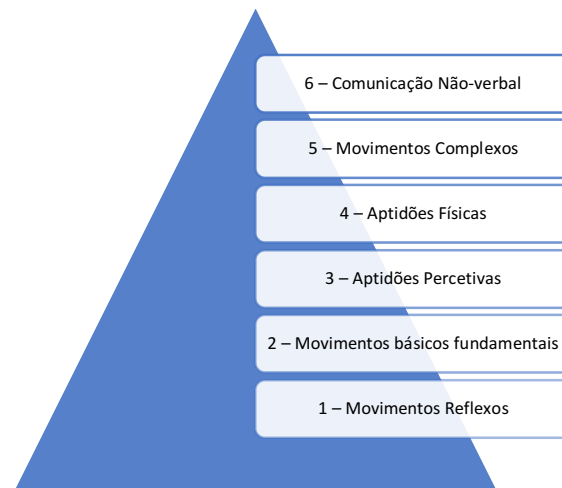 6 – Comunicação Não-verbal
5 – Movimentos Complexos
4 – Aptidões Físicas
3 – Aptidões Percetivas
2 – Movimentos básicos fundamentais
1 – Movimentos Reflexos